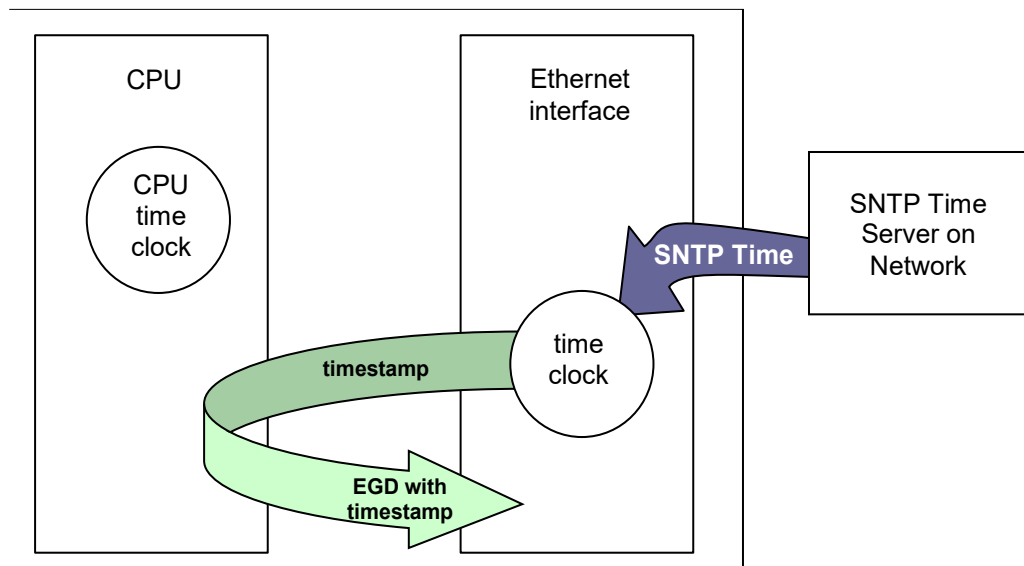 CPU
CPU
time
clock
Ethernet
interface
SNTP Time
Server on
Network
SNTP Time
time
clock
timestamp
EGD with
timestamp